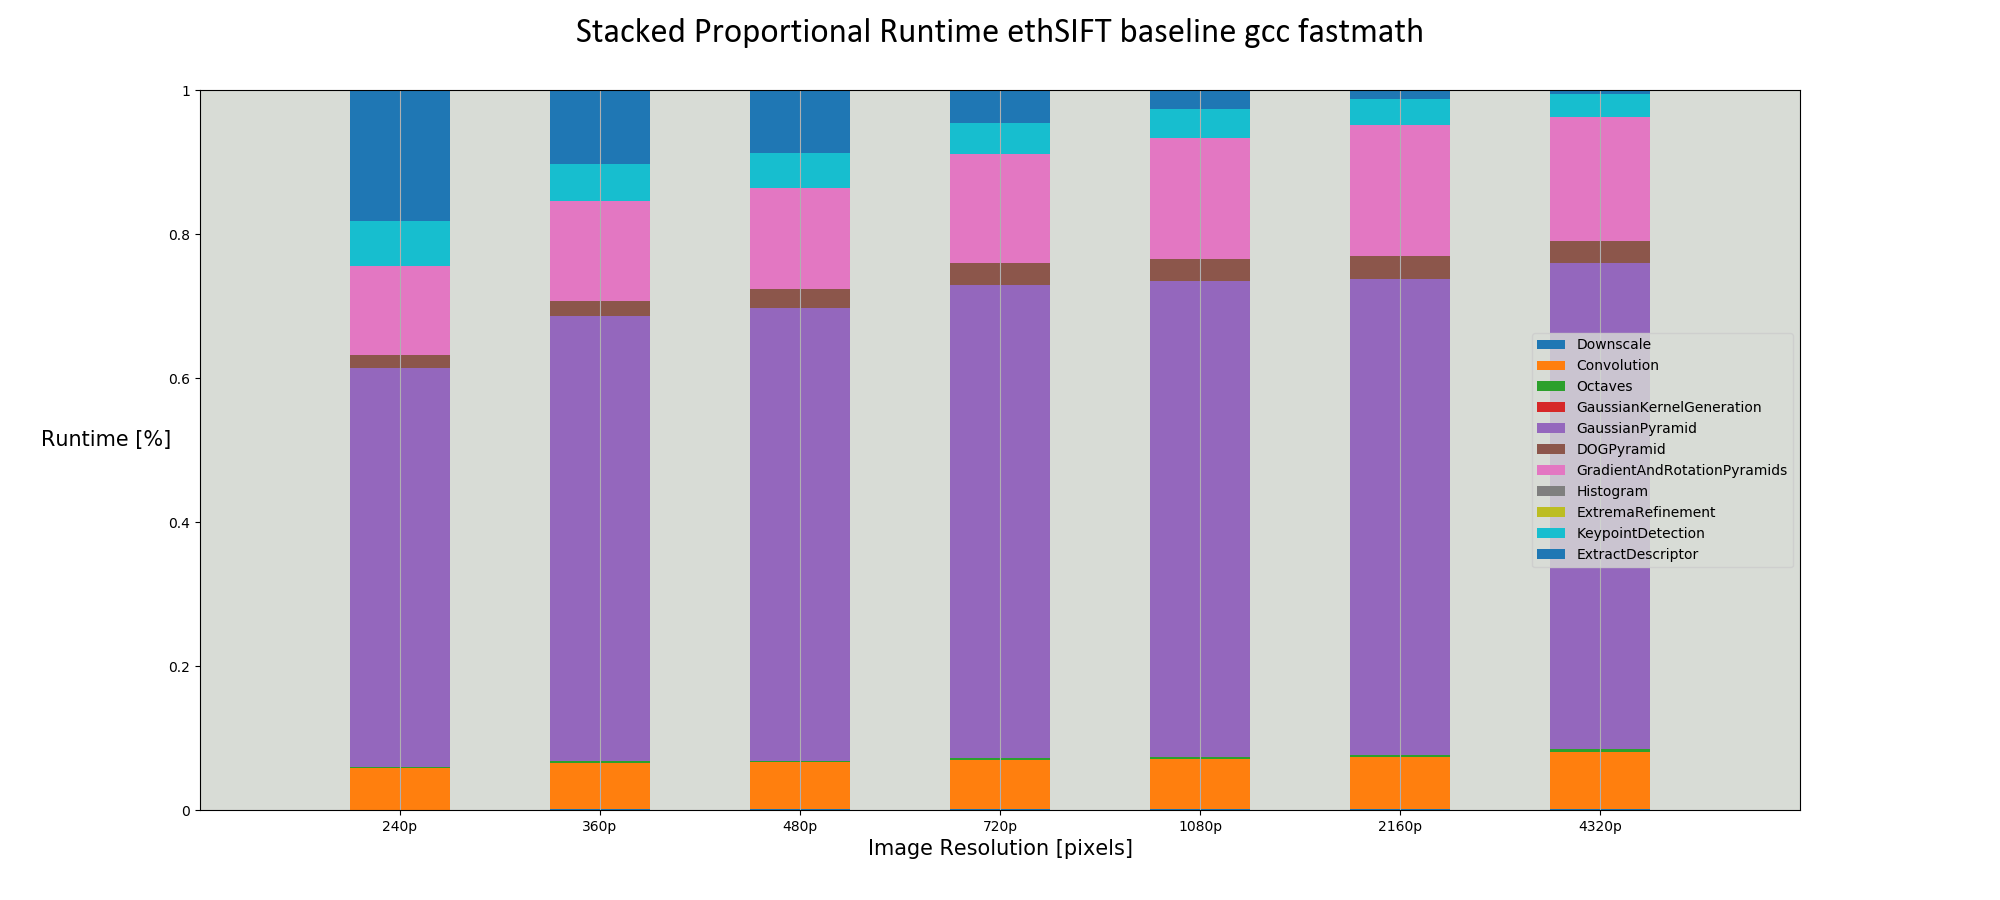 Stacked Proportional Runtime ethSIFT baseline gcc fastmath
1
0.8
0.6
0.4
0.2
0
Runtime [%]
Downscale
Convolution
Octaves
GaussianKernelGeneration
GaussianPyramid
DOGPyramid
GradientAndRotationPyramids
Histogram
ExtremaRefinement
KeypointDetection
ExtractDescriptor
240p 360p 480p 720p 1080p 2160p 4320p
Image Resolution [pixels]